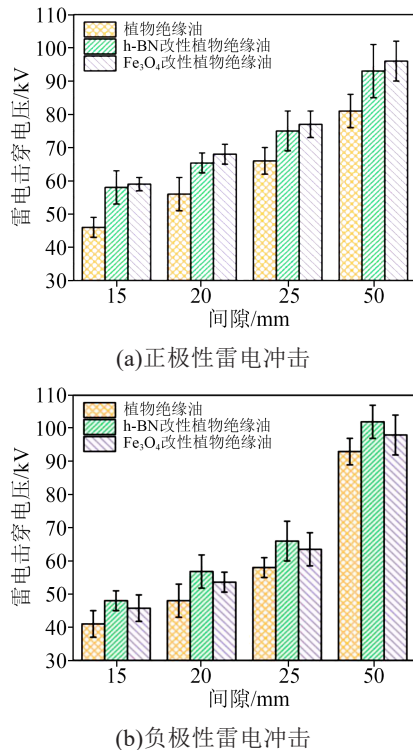 110
100
90
80
70
60
50
40
30
雷电击穿电压/kV
植物绝缘油
h-BN改性植物绝缘油
Fe₃O₄改性植物绝缘油
15 20 25 50
间隙/mm
(a)正极性雷电冲击
110
100
90
80
70
60
50
40
30
雷电击穿电压/kV
植物绝缘油
h-BN改性植物绝缘油
Fe₃O₄改性植物绝缘油
15 20 25 50
间隙/mm
(b)负极性雷电冲击